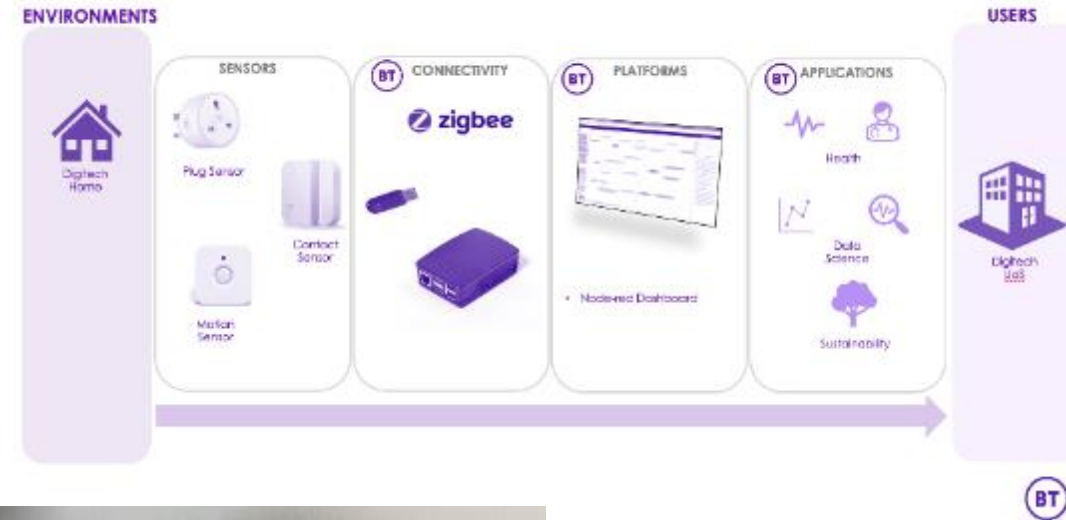 ENVIRONMENTS
USERS
SENSORS
BT CONNECTIVITY
BT PLATFORMS
BT APPLICATIONS
zigbee
Digitech
Home
Plug Sensor
Contact
Sensor
Motion
Sensor
• Node-red Dashboard
Health
Data
Science
Sustainability
Digitech
BT